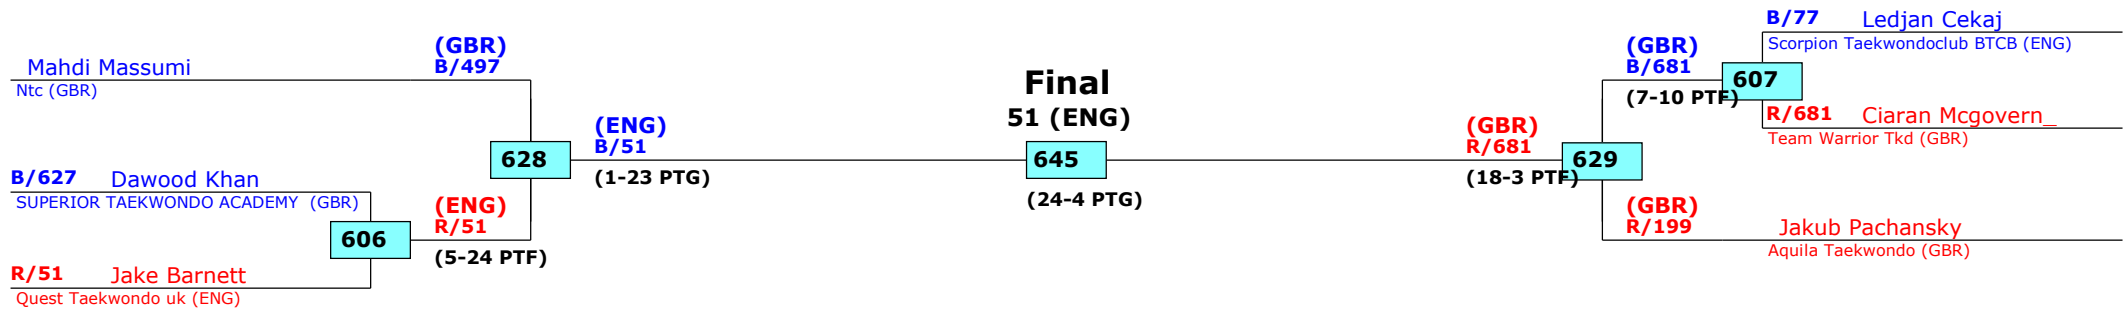 (GBR)
B/497
Mahdi Massumi
Ntc (GBR)
B/627 Dawood Khan
SUPERIOR TAEKWONDO ACADEMY (GBR)
606
R/51 Jake Barnett
Quest Taekwondo uk (ENG)
(ENG)
R/51
(5-24 PTF)
628
(ENG)
B/51
(1-23 PTG)
Final
51 (ENG)
645
(24-4 PTG)
(GBR)
R/681
(18-3 PTF)
629
(GBR)
B/681
(7-10 PTF)
607
B/77 Ledjan Cekaj
Scorpion Taekwondoclub BTCB (ENG)
R/681 Ciaran Mcgovern_
Team Warrior Tkd (GBR)
(GBR)
R/199
Jakub Pachansky
Aquila Taekwondo (GBR)